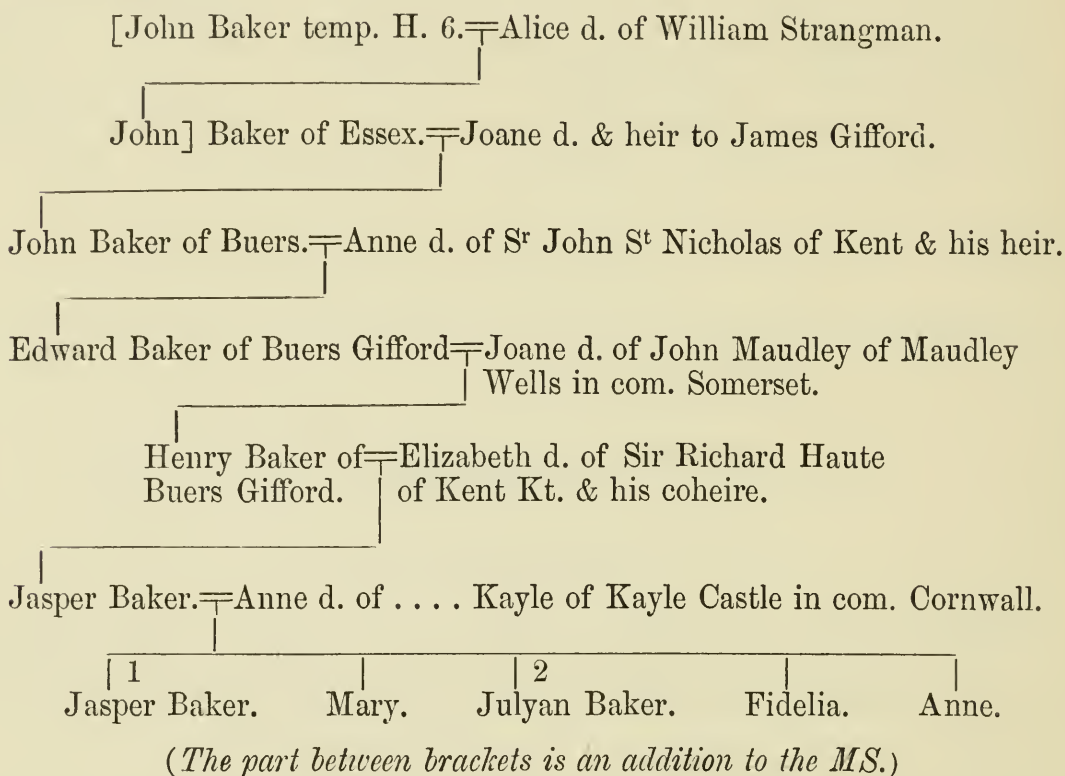 [John Baker temp. H. 6.=Alice d. of William Strangman.
John] Baker of Essex.=Joane d. & heir to James Gifford.
John Baker of Buers.=Anne d. of Sʳ John Sᵗ Nicholas of Kent & his heir.
Edward Baker of Buers Gifford=Joane d. of John Maudley of Maudley
Wells in com. Somerset.
Henry Baker of=Elizabeth d. of Sir Richard Haute
Buers Gifford. of Kent Kt. & his coheire.
Jasper Baker.=Anne d. of . . . . Kayle of Kayle Castle in com. Cornwall.
1 2
Jasper Baker. Mary. Julyan Baker. Fidelia. Anne.
(The part between brackets is an addition to the MS.)